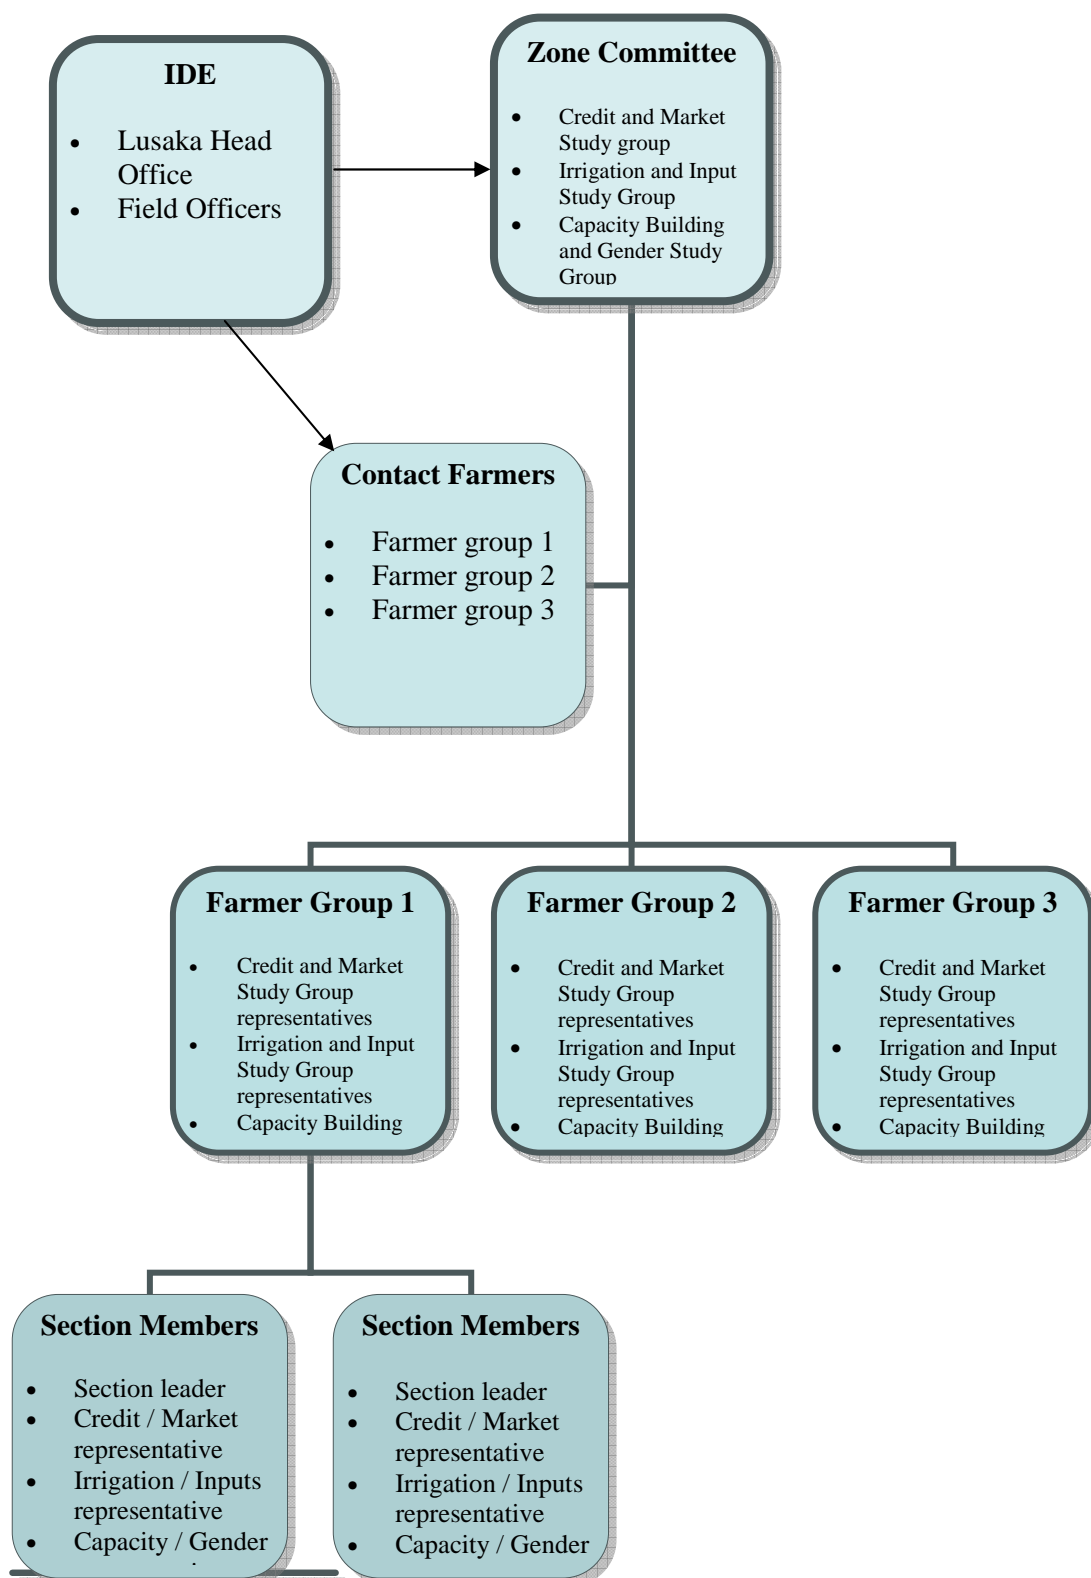 IDE
• Lusaka Head
Office
• Field Officers
Zone Committee
• Credit and Market
Study group
• Irrigation and Input
Study Group
• Capacity Building
and Gender Study
Group
Contact Farmers
• Farmer group 1
• Farmer group 2
• Farmer group 3
Farmer Group 1
• Credit and Market
Study Group
representatives
• Irrigation and Input
Study Group
representatives
• Capacity Building
Farmer Group 2
• Credit and Market
Study Group
representatives
• Irrigation and Input
Study Group
representatives
• Capacity Building
Farmer Group 3
• Credit and Market
Study Group
representatives
• Irrigation and Input
Study Group
representatives
• Capacity Building
Section Members
• Section leader
• Credit / Market
representative
• Irrigation / Inputs
representative
• Capacity / Gender
Section Members
• Section leader
• Credit / Market
representative
• Irrigation / Inputs
representative
• Capacity / Gender